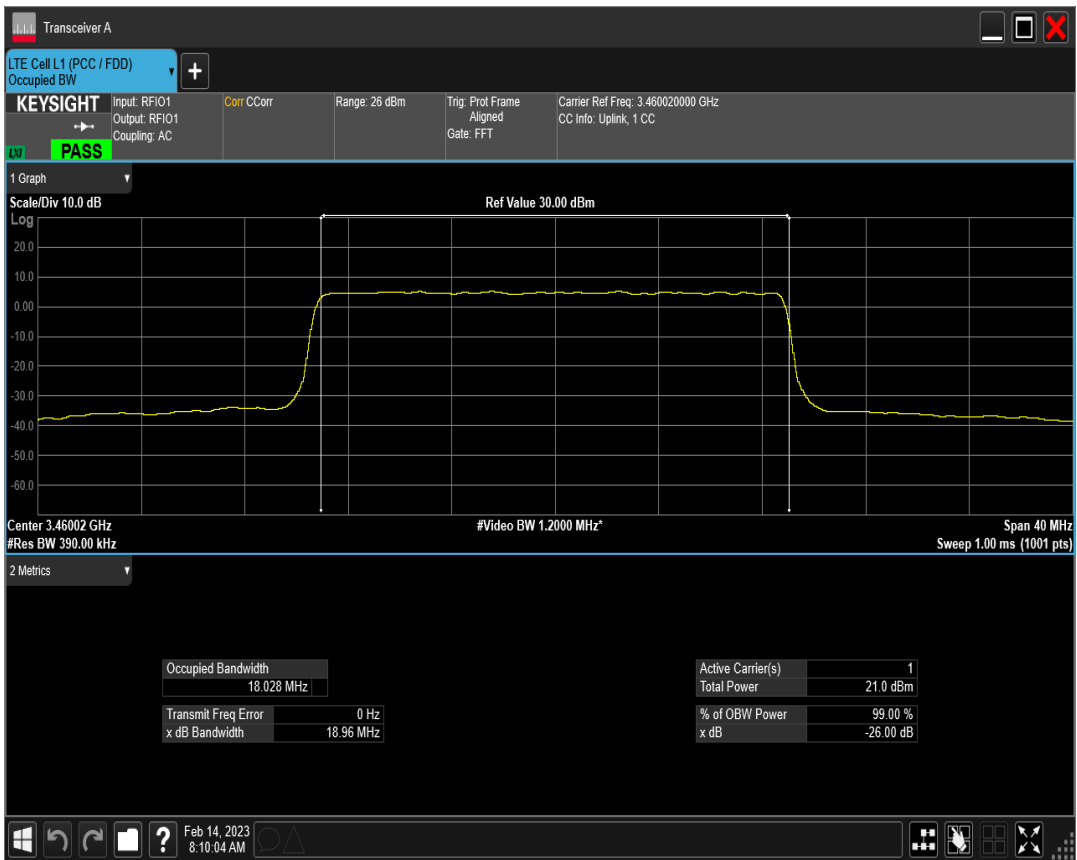 Transceiver A
LTE Cell L1 (PCC / FDD)
Occupied BW
+
KEYSIGHT
LXI
PASS
Input: RFIO1
Output: RFIO1
Coupling: AC
Corr CCorr
Range: 26 dBm
Trig: Prot Frame
Aligned
Gate: FFT
Carrier Ref Freq: 3.460020000 GHz
CC Info: Uplink, 1 CC
1 Graph
Scale/Div 10.0 dB
Ref Value 30.00 dBm
Log
20.0
10.0
0.00
-10.0
-20.0
-30.0
-40.0
-50.0
-60.0
Center 3.46002 GHz
#Video BW 1.2000 MHz*
Span 40 MHz
#Res BW 390.00 kHz
Sweep 1.00 ms (1001 pts)
2 Metrics
Occupied Bandwidth
18.028 MHz
Transmit Freq Error 0 Hz
x dB Bandwidth 18.96 MHz
Active Carrier(s) 1
Total Power 21.0 dBm
% of OBW Power 99.00 %
x dB -26.00 dB
?
Feb 14, 2023
8:10:04 AM